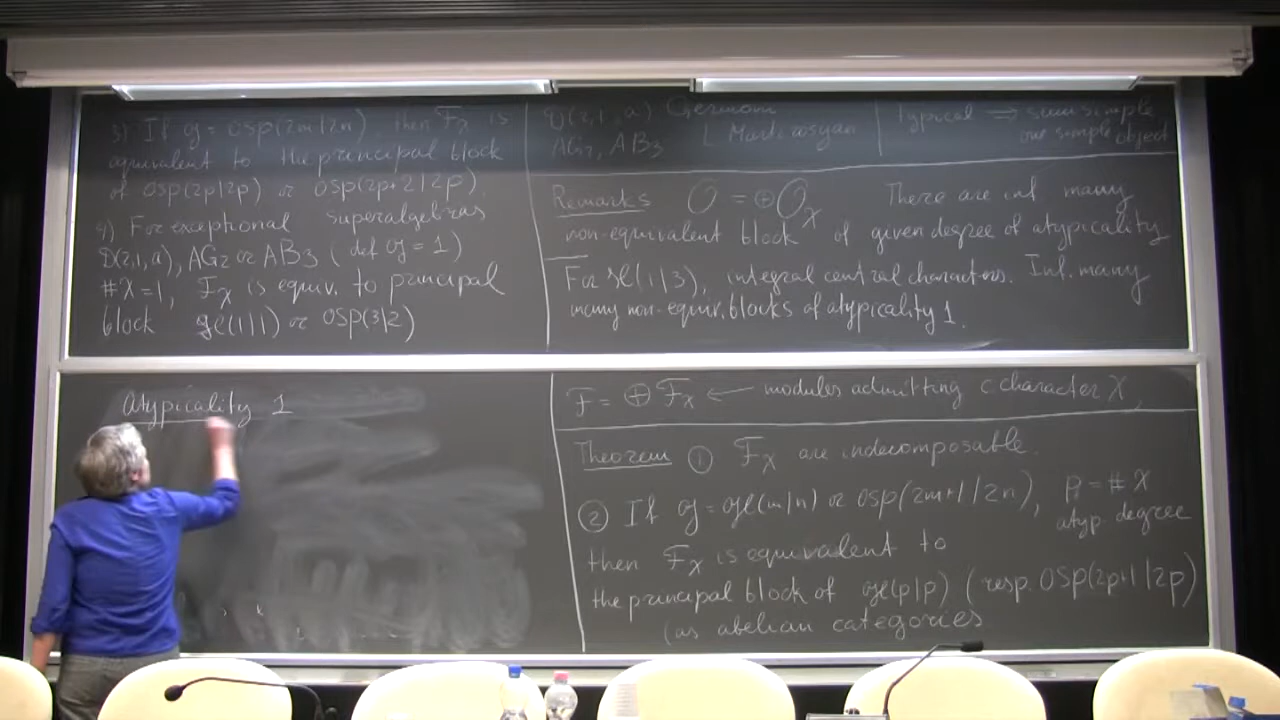 3) If g = osp(2m|2n), then F_χ is
equivalent to the principal block
of osp(2p|2p) or osp(2p+2|2p)
4) For exceptional superalgebras
D(2,1,a), AG_2 or AB_3 (def g = 1)
#χ=1, F_χ is equiv. to principal
block gl(1|1) or osp(3|2)
D(2,1,a) Germoni
AG_2, AB_3 L Martirosyan
Typical ⇒ semisimple
one simple object
Remarks O = ⊕O_χ There are inf many
non-equivalent block of given degree of atypicality
For sl(1|3), integral central characters. Inf. many
many non-equiv. blocks of atypicality 1.
Atypicality 1
F = ⊕ F_χ ← modules admitting c character χ,
Theorem ① F_χ are indecomposable.
② If g = gl(m|n) or osp(2m+1|2n), p = #χ
atyp. degree
then F_χ is equivalent to
the principal block of gl(p|p) (resp. osp(2p+1|2p)
(as abelian categories